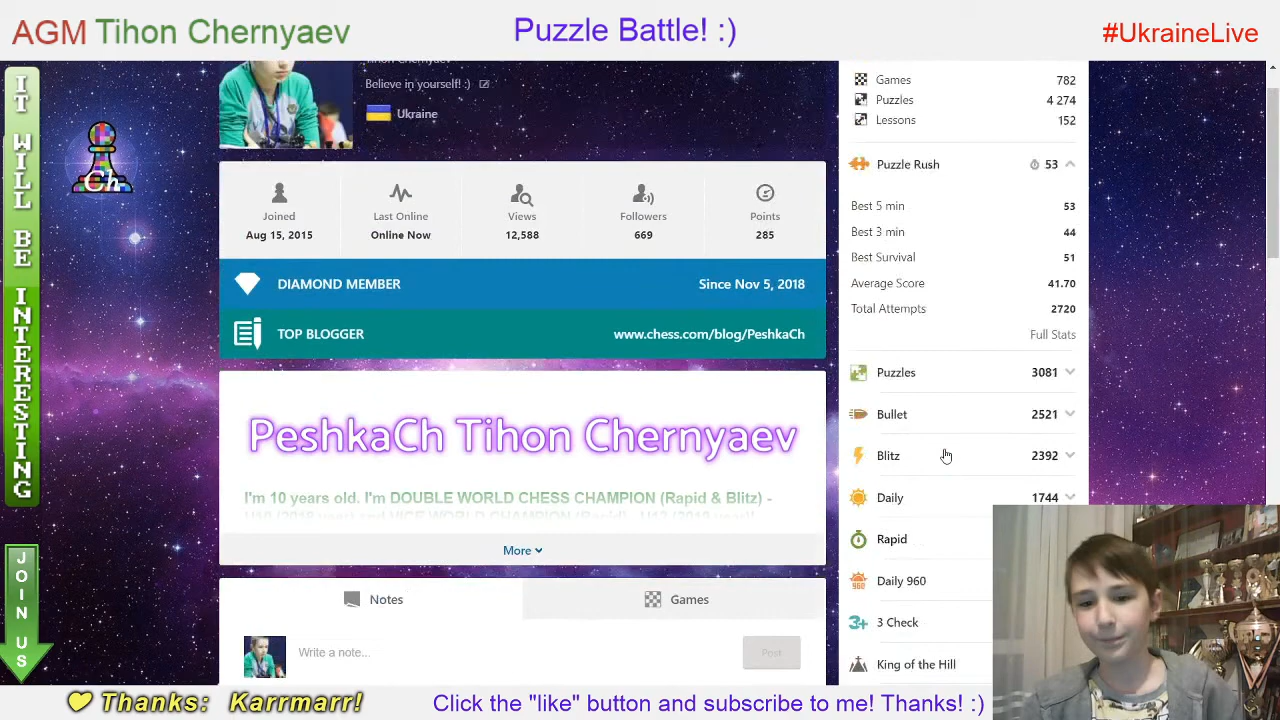 AGM Tihon Chernyaev
Puzzle Battle! :)
#UkraineLive
IT WILL BE INTERESTING
JOIN US
Ch
Believe in yourself! :)
Ukraine
Joined
Aug 15, 2015
Last Online
Online Now
Views
12,588
Followers
669
Points
285
DIAMOND MEMBER
Since Nov 5, 2018
TOP BLOGGER
www.chess.com/blog/PeshkaCh
PeshkaCh Tihon Chernyaev
I'm 10 years old. I'm DOUBLE WORLD CHESS CHAMPION (Rapid & Blitz) -
More
Notes
Games
Write a note...
Post
Games 782
Puzzles 4 274
Lessons 152
Puzzle Rush 53
Best 5 min 53
Best 3 min 44
Best Survival 51
Average Score 41.70
Total Attempts 2720
Full Stats
Puzzles 3081
Bullet 2521
Blitz 2392
Daily 1744
Rapid
Daily 960
3+ 3 Check
King of the Hill
Thanks: Karrmarr!
Click the "like" button and subscribe to me! Thanks! :)